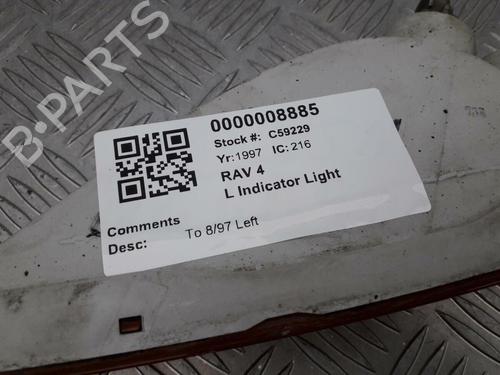 B-PARTS
0000008885
Stock #: C59229
Yr:1997 IC: 216
RAV 4
L Indicator Light
Comments
Desc: To 8/97 Left